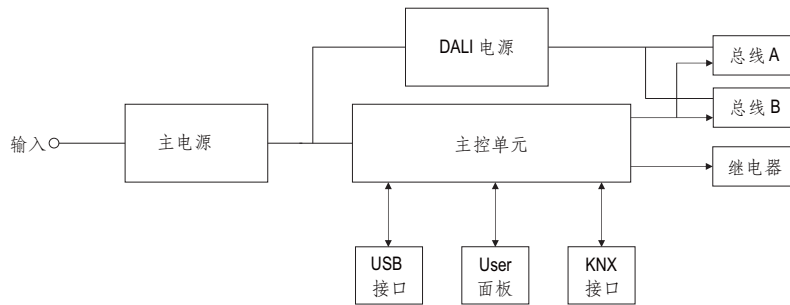 DALI 电源
总线 A
总线 B
输入
主电源
主控单元
继电器
USB
接口
User
面板
KNX
接口